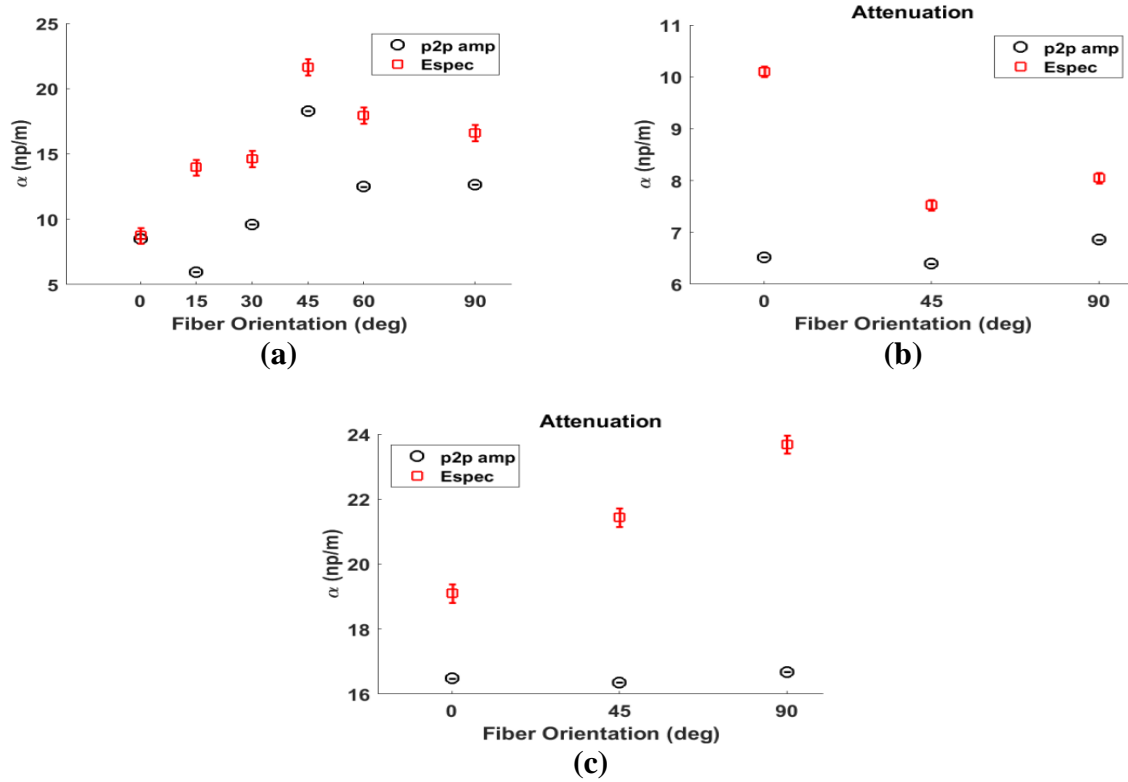 25
20
15
10
5
α (np/m)
p2p amp
Espec
0 15 30 45 60 90
Fiber Orientation (deg)
(a)
Attenuation
11
10
9
8
7
6
α (np/m)
p2p amp
Espec
0 45 90
Fiber Orientation (deg)
(b)
Attenuation
24
22
20
18
16
α (np/m)
p2p amp
Espec
0 45 90
Fiber Orientation (deg)
(c)